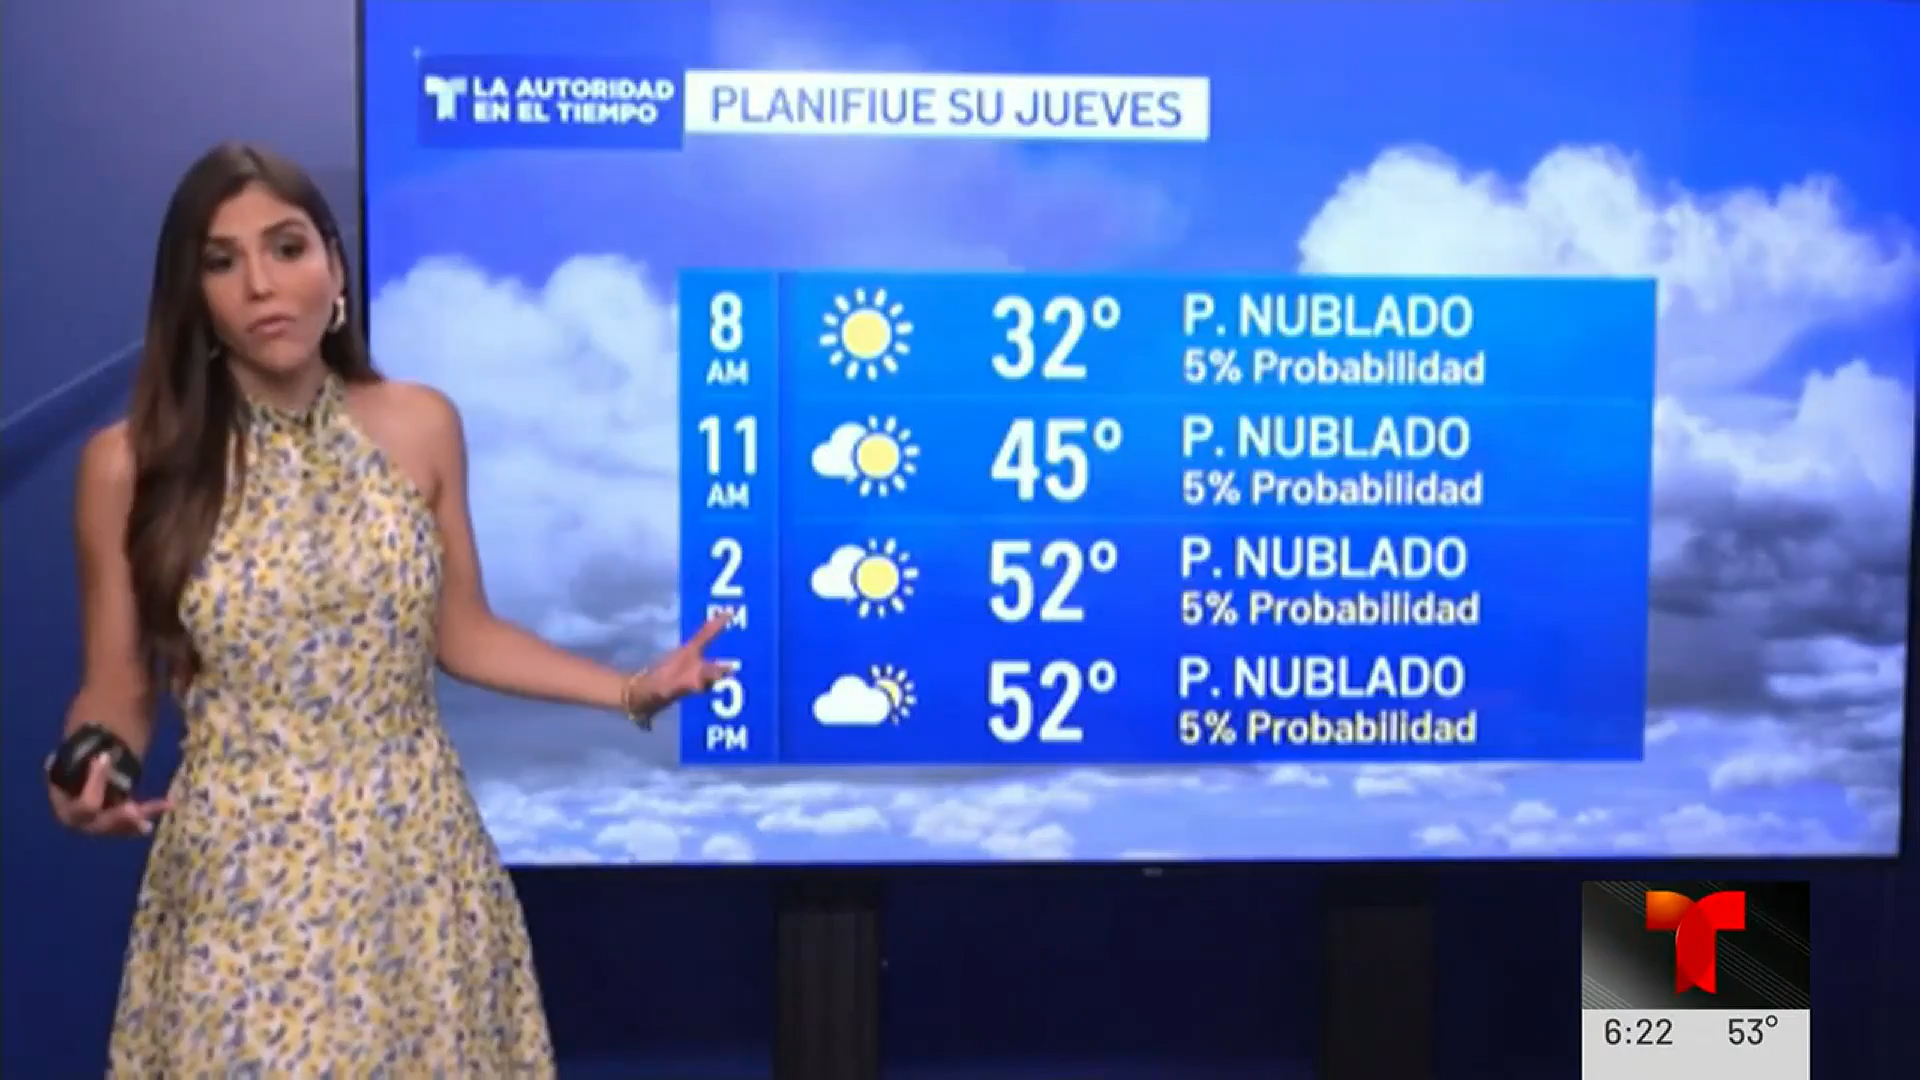 LA AUTORIDAD
EN EL TIEMPO
PLANIFIUE SU JUEVES
8
AM
32°
P. NUBLADO
5% Probabilidad
11
AM
45°
P. NUBLADO
5% Probabilidad
2
PM
52°
P. NUBLADO
5% Probabilidad
5
PM
52°
P. NUBLADO
5% Probabilidad
6:22 53°